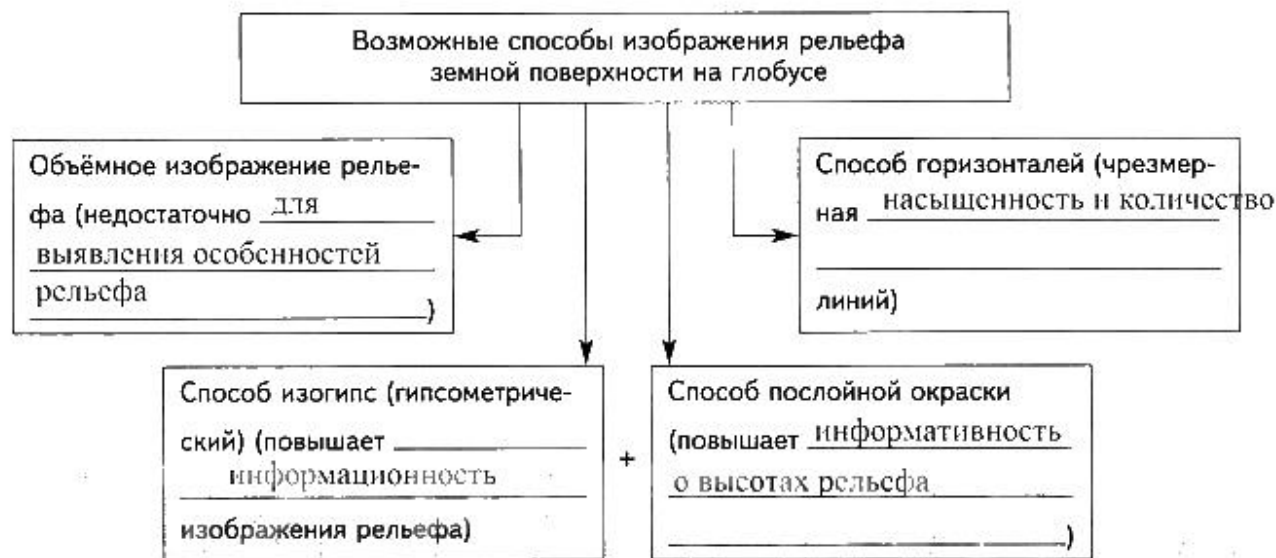 Возможные способы изображения рельефа
земной поверхности на глобусе
Объёмное изображение релье-
фа (недостаточно для
выявления особенностей
рельефа)
Способ горизонталей (чрезмер-
ная насыщенность и количество
линий)
Способ изогипс (гипсометриче-
ский) (повышает
информационность
изображения рельефа)
+
Способ послойной окраски
(повышает информативность
о высотах рельефа
)